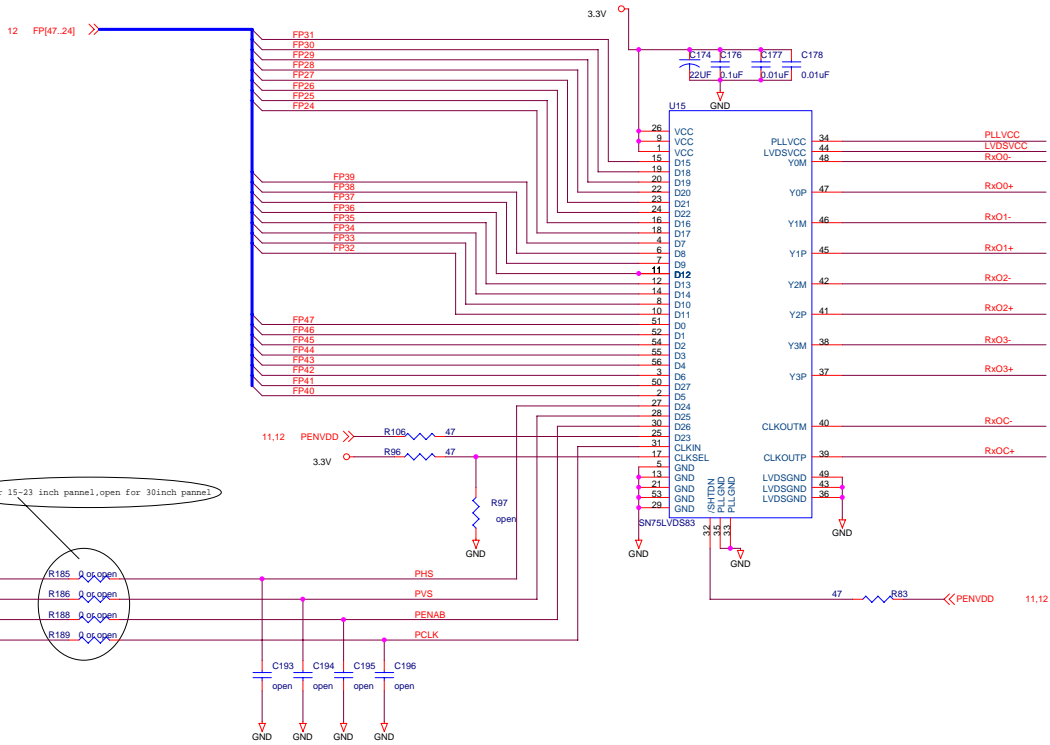 12 FP[47..24]
3.3V
FP31
FP30
FP29
FP28
FP27
FP26
FP25
FP24
C174
22UF
C176
0.1uF
C177
0.01uF
C178
0.01uF
GND
U15
FP39
FP38
FP37
FP36
FP35
FP34
FP33
FP32
FP47
FP46
FP45
FP44
FP43
FP42
FP41
FP40
26 VCC
9 VCC
1 VCC
15 D15
19 D18
20 D19
22 D20
23 D21
24 D22
16 D16
18 D17
4 D7
6 D8
7 D9
11 D12
12 D13
14 D14
8 D10
10 D11
51 D0
52 D1
54 D2
55 D3
56 D4
3 D6
50 D27
2 D5
27 D24
28 D25
30 D26
25 D23
31 CLKIN
17 CLKSEL
5 GND
13 GND
21 GND
53 GND
29 GND
PLLVCC 34 PLLVCC
LVDSVCC 44 LVDSVCC
Y0M 48 RxO0-
Y0P 47 RxO0+
Y1M 46 RxO1-
Y1P 45 RxO1+
Y2M 42 RxO2-
Y2P 41 RxO2+
Y3M 38 RxO3-
Y3P 37 RxO3+
CLKOUTM 40 RxOC-
CLKOUTP 39 RxOC+
LVDSGND 49
LVDSGND 43
LVDSGND 36
/SHTDN 32
PLLGND 35
PLLGND 33
SN75LVDS83
GND
GND
GND
11,12 PENVDD
R106 47
3.3V
R96 47
R97
open
GND
15~23 inch pannel,open for 30inch pannel
R185 0 or open
PHS
R186 0 or open
PVS
R188 0 or open
PENAB
R189 0 or open
PCLK
47 R83
PENVDD 11,12
C193
open
C194
open
C195
open
C196
open
GND
GND
GND
GND